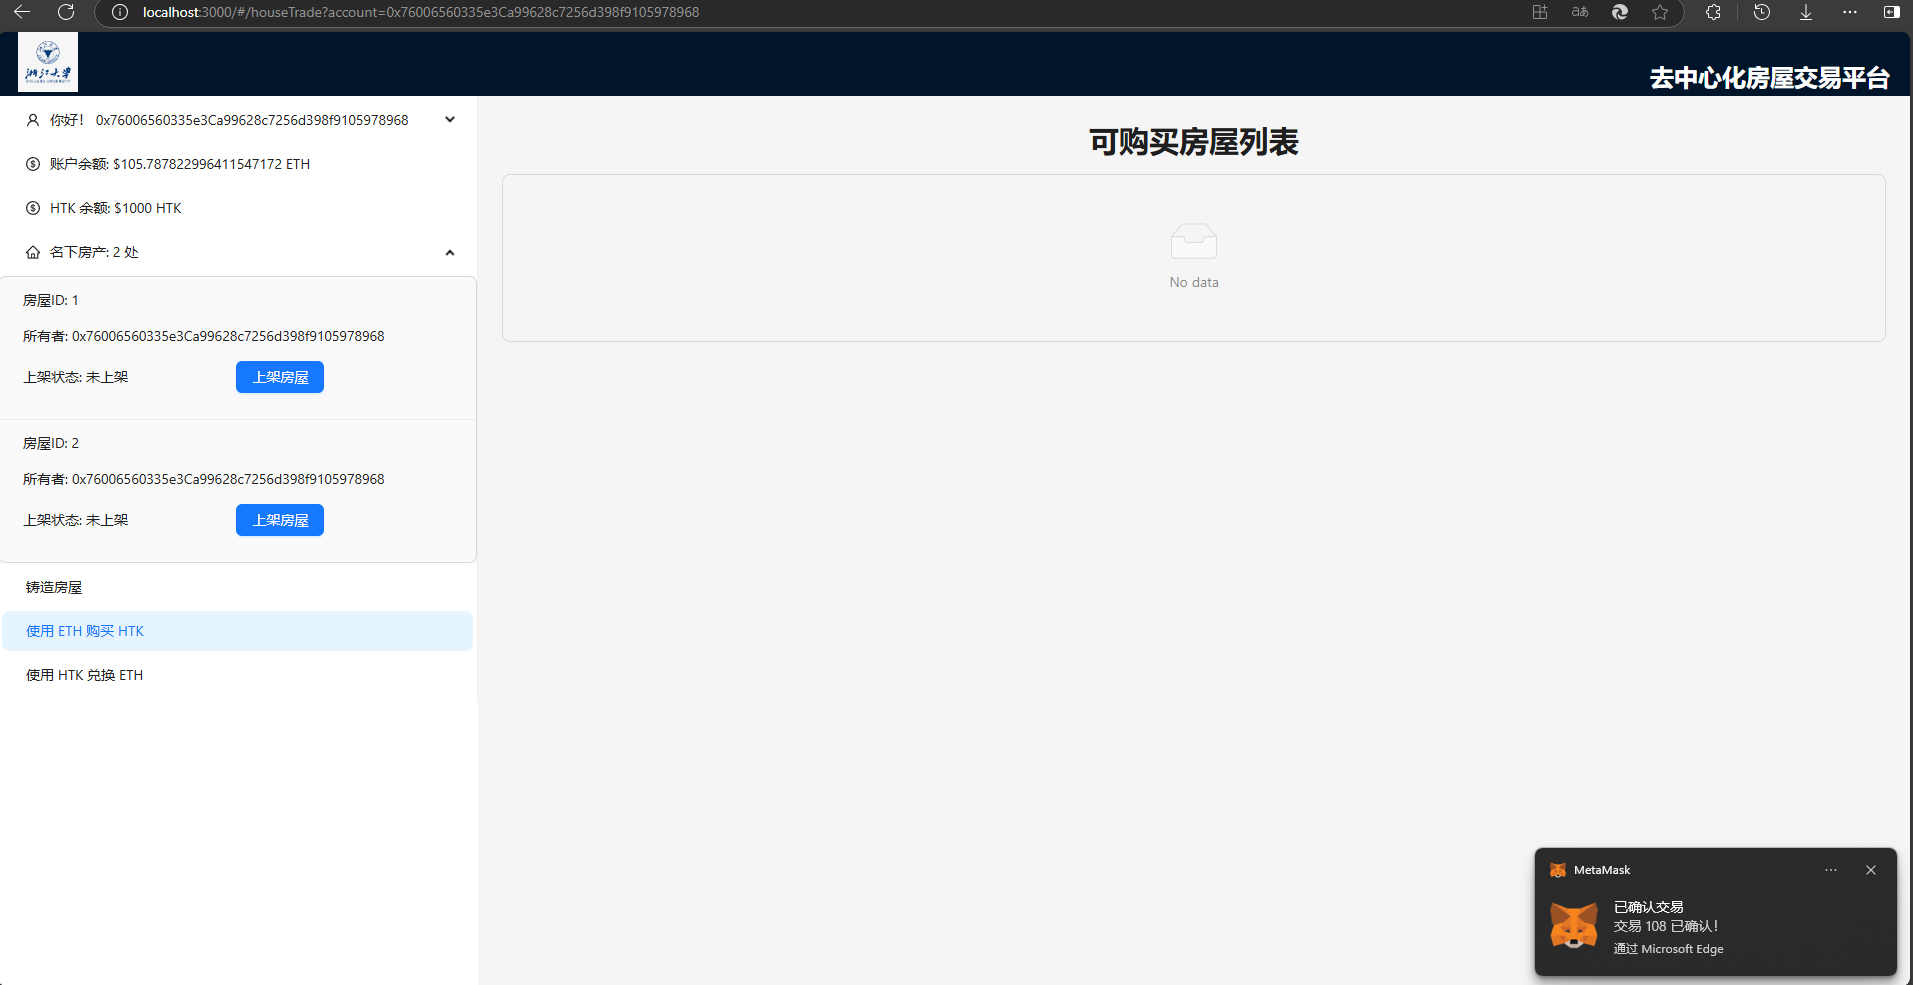 localhost:3000/#/houseTrade?account=0x76006560335e3Ca99628c7256d398f9105978968
浙江大学
ZHEJIANG UNIVERSITY
去中心化房屋交易平台
你好！ 0x76006560335e3Ca99628c7256d398f9105978968
账户余额: $105.787822996411547172 ETH
HTK 余额: $1000 HTK
名下房产: 2 处
房屋ID: 1
所有者: 0x76006560335e3Ca99628c7256d398f9105978968
上架状态: 未上架
上架房屋
房屋ID: 2
所有者: 0x76006560335e3Ca99628c7256d398f9105978968
上架状态: 未上架
上架房屋
铸造房屋
使用 ETH 购买 HTK
使用 HTK 兑换 ETH
可购买房屋列表
No data
MetaMask
已确认交易
交易 108 已确认！
通过 Microsoft Edge